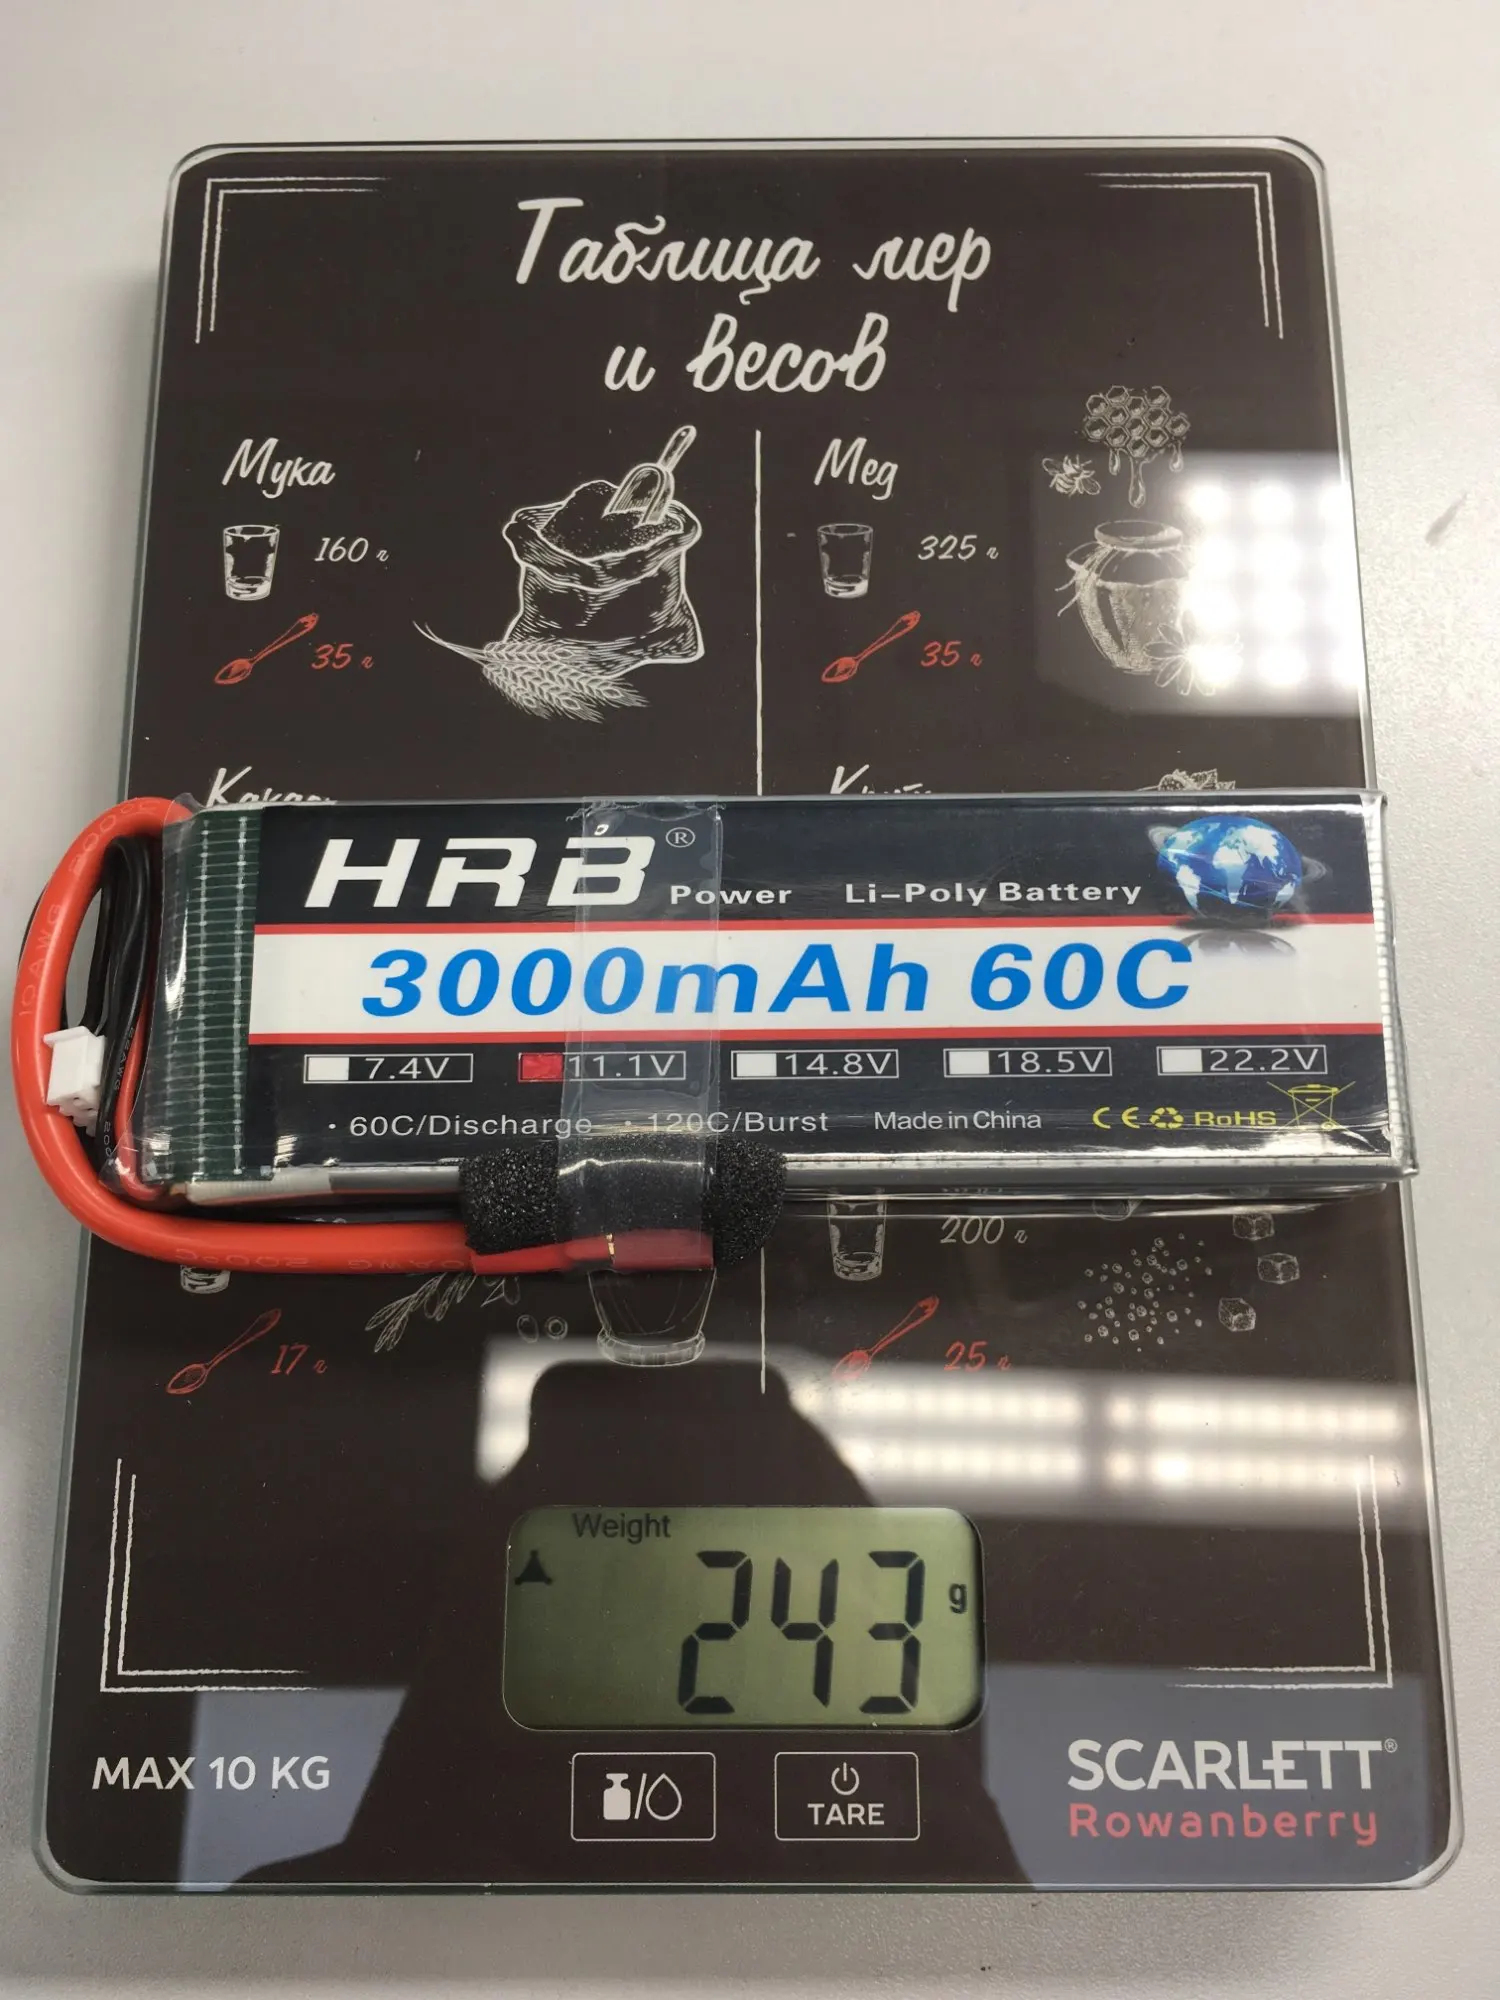 Таблица мер
и весов
Мука
160 г
35 г
Мед
325 г
35 г
HRB® Power Li-Poly Battery
3000mAh 60C
7.4V 11.1V 14.8V 18.5V 22.2V
• 60C/Discharge • 120C/Burst Made in China CE RoHS
10AWG
200 г
17 г
25 г
Weight
243 g
MAX 10 KG
TARE
SCARLETT®
Rowanberry